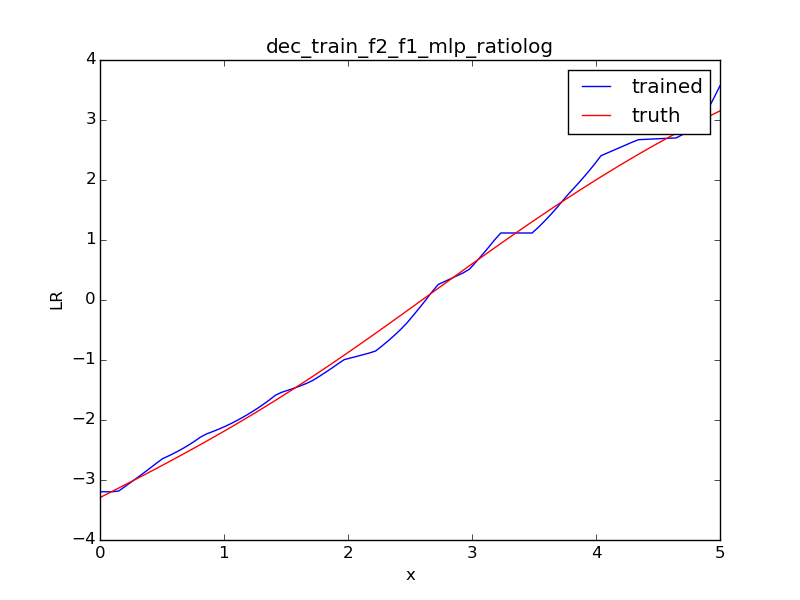 dec_train_f2_f1_mlp_ratiolog
4
3
2
1
0
−1
−2
−3
−4
LR
trained
truth
0 1 2 3 4 5
x